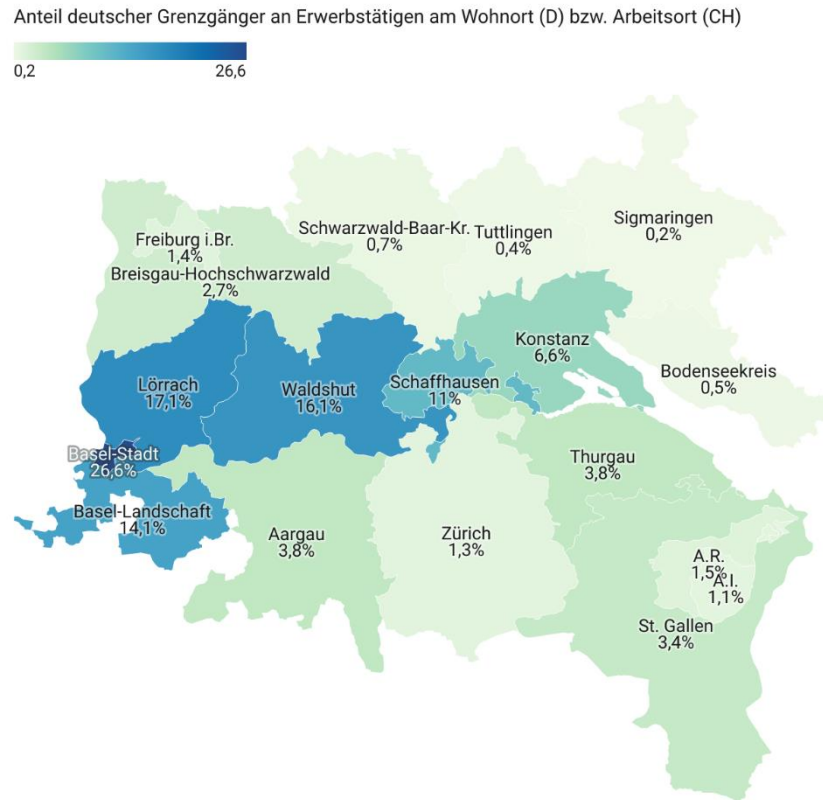 Anteil deutscher Grenzgänger an Erwerbstätigen am Wohnort (D) bzw. Arbeitsort (CH)
0,2
26,6
Freiburg i.Br.
1,4%
Breisgau-Hochschwarzwald
2,7%
Schwarzwald-Baar-Kr.
0,7%
Tuttlingen
0,4%
Sigmaringen
0,2%
Konstanz
6,6%
Bodenseekreis
0,5%
Lörrach
17,1%
Waldshut
16,1%
Schaffhausen
11%
Basel-Stadt
26,6%
Basel-Landschaft
14,1%
Aargau
3,8%
Zürich
1,3%
Thurgau
3,8%
A.R.
1,5%
A.I.
1,1%
St. Gallen
3,4%